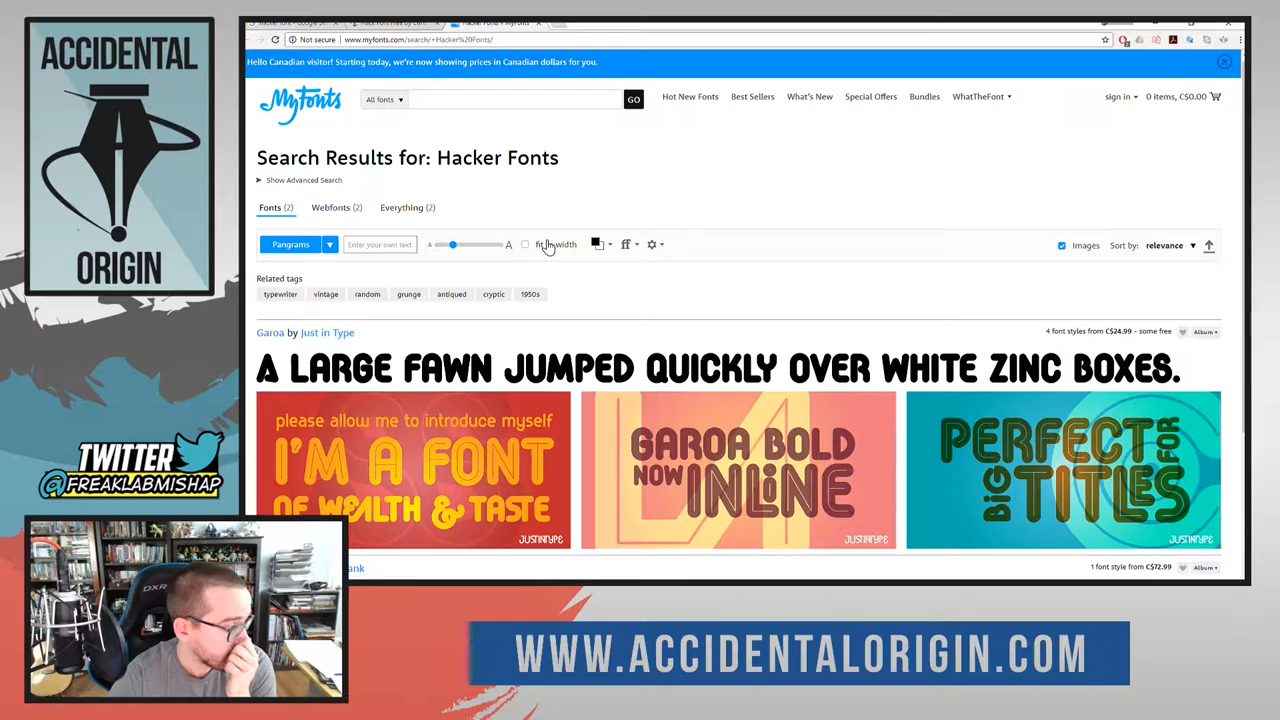 ACCIDENTAL
ORIGIN
Not secure www.myfonts.com/search/+Hacker%20Fonts/
Hello Canadian visitor! Starting today, we're now showing prices in Canadian dollars for you.
MyFonts
All fonts
GO
Hot New Fonts
Best Sellers
What's New
Special Offers
Bundles
WhatTheFont
sign in
0 items, C$0.00
Search Results for: Hacker Fonts
Show Advanced Search
Fonts (2)
Webfonts (2)
Everything (2)
Pangrams
Enter your own text
A
A
width
ff
Images
Sort by: relevance
Related tags
typewriter
vintage
random
grunge
antiqued
cryptic
1950s
Garoa by Just in Type
4 font styles from C$24.99 - some free
Album
A LARGE FAWN JUMPED QUICKLY OVER WHITE ZINC BOXES.
please allow me to introduce myself
I'M A FONT
OF WEALTH & TASTE
JUSTINTYPE
GAROA BOLD
NOW INLINE
JUSTINTYPE
PERFECT
FOR
BIG
TITLES
JUSTINTYPE
1 font style from C$72.99
Album
TWITTER
@FREAKLABMISHAP
DXR
WWW.ACCIDENTALORIGIN.COM